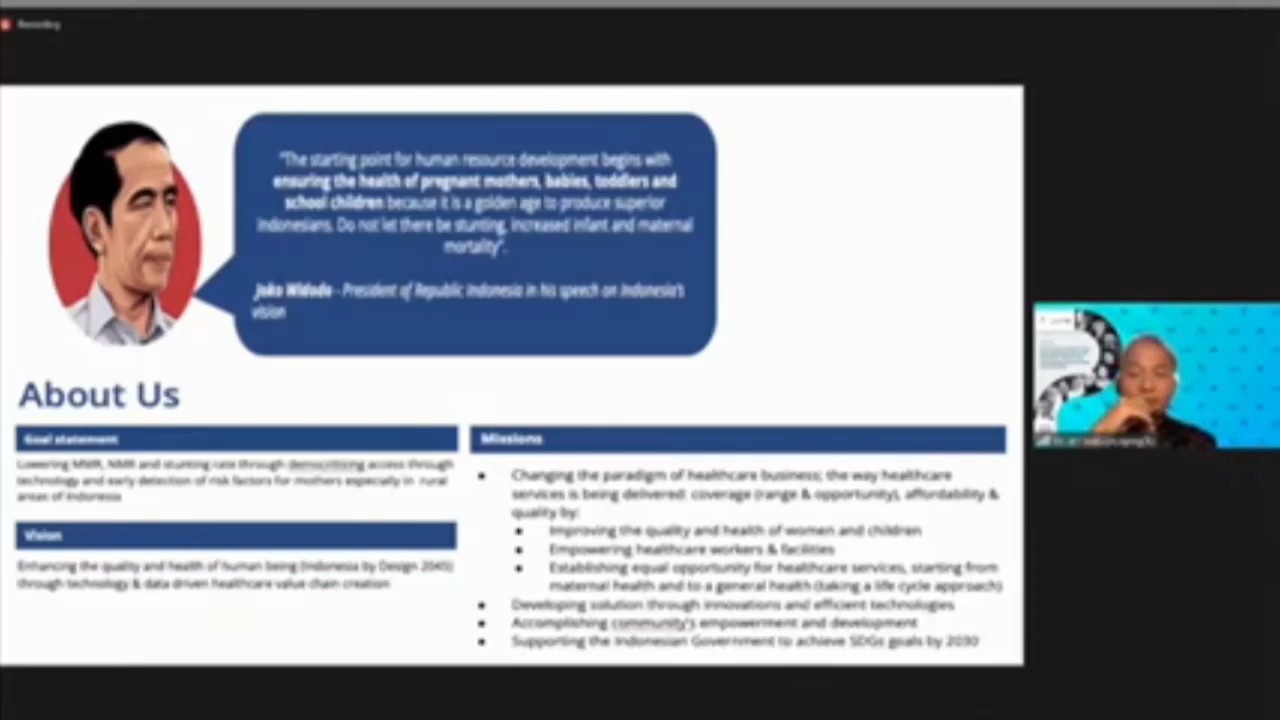 Recording
"The starting point for human resource development begins with
ensuring the health of pregnant mothers, babies, toddlers and
school children because it is a golden age to produce superior
Indonesians. Do not let there be stunting, increased infant and maternal
mortality".
Joko Widodo - President of Republic Indonesia in his speech on Indonesia's
vision
About Us
Goal statement
Lowering MMR, NMR and stunting rate through democritising access through
technology and early detection of risk factors for mothers especially in rural
areas of Indonesia
Vision
Enhancing the quality and health of human being (Indonesia by Design 2045)
through technology & data driven healthcare value chain creation
Missions
• Changing the paradigm of healthcare business; the way healthcare
services is being delivered: coverage (range & opportunity), affordability &
quality by:
• Improving the quality and health of women and children
• Empowering healthcare workers & facilities
• Establishing equal opportunity for healthcare services, starting from
maternal health and to a general health (taking a life cycle approach)
• Developing solution through innovations and efficient technologies
• Accomplishing community's empowerment and development
• Supporting the Indonesian Government to achieve SDGs goals by 2030